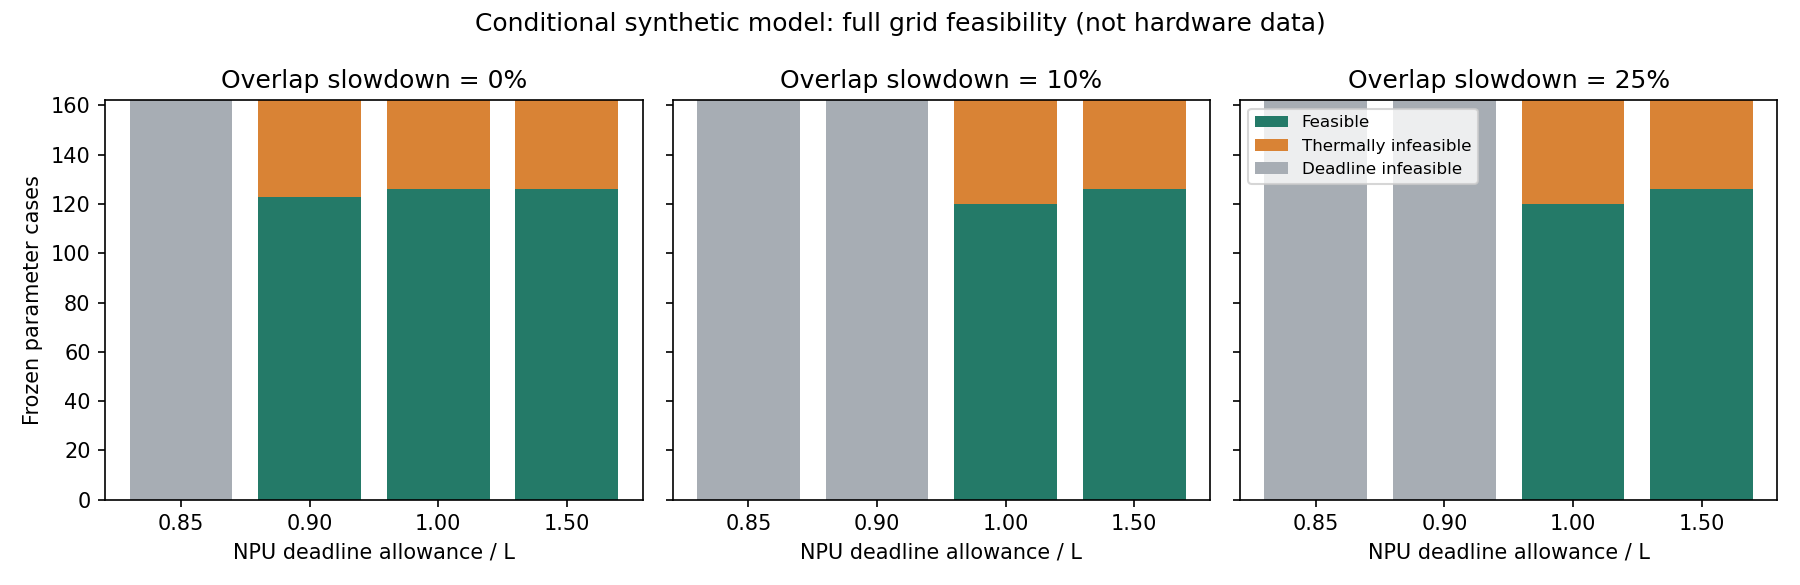 Conditional synthetic model: full grid feasibility (not hardware data)
Overlap slowdown = 0%
Overlap slowdown = 10%
Overlap slowdown = 25%
Frozen parameter cases
160
140
120
100
80
60
40
20
0
Feasible
Thermally infeasible
Deadline infeasible
0.85 0.90 1.00 1.50
0.85 0.90 1.00 1.50
0.85 0.90 1.00 1.50
NPU deadline allowance / L
NPU deadline allowance / L
NPU deadline allowance / L